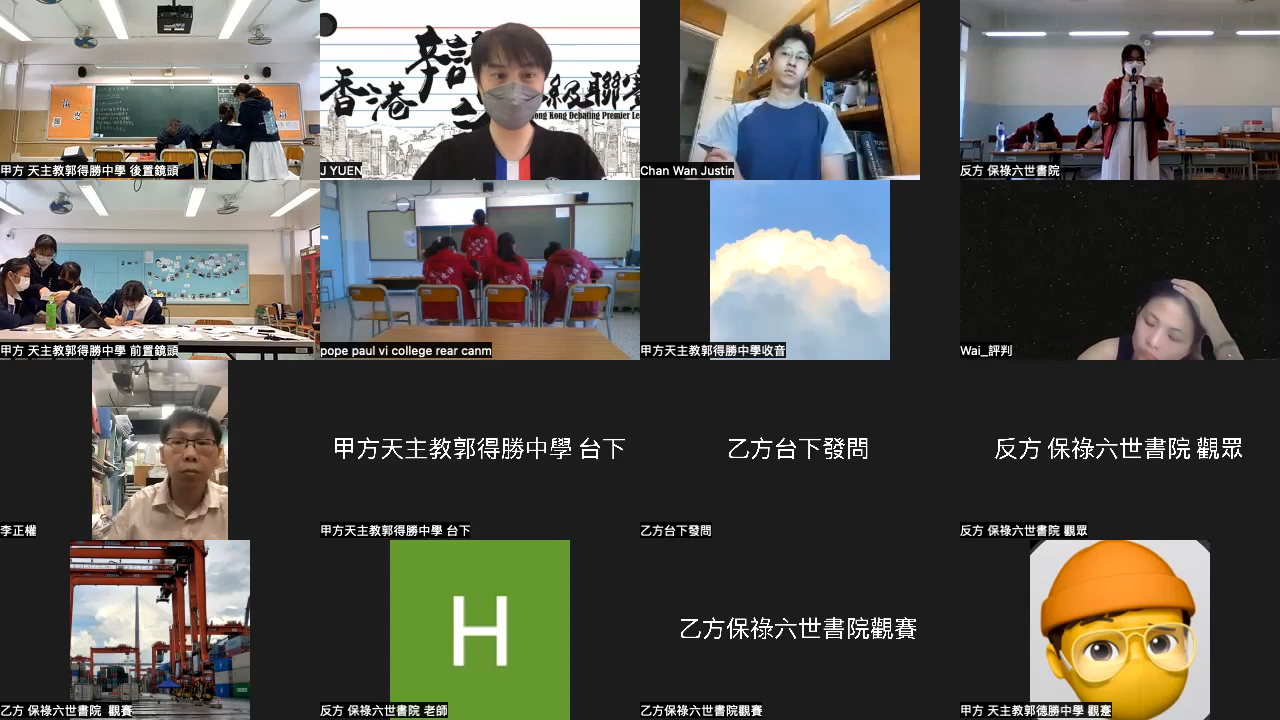 甲方 天主教郭得勝中學 後置鏡頭
香港
辯論
超級聯賽
Hong Kong Debating Premier Le
J YUEN
Chan Wan Justin
反方 保祿六世書院
甲方 天主教郭得勝中學 前置鏡頭
pope paul vi college rear canm
甲方天主教郭得勝中學收音
Wai_評判
李正權
甲方天主教郭得勝中學 台下
甲方天主教郭得勝中學 台下
乙方台下發問
乙方台下發問
反方 保祿六世書院 觀眾
反方 保祿六世書院 觀眾
乙方 保祿六世書院 觀賽
H
反方 保祿六世書院 老師
乙方保祿六世書院觀賽
乙方保祿六世書院觀賽
甲方 天主教郭德勝中學 觀塞